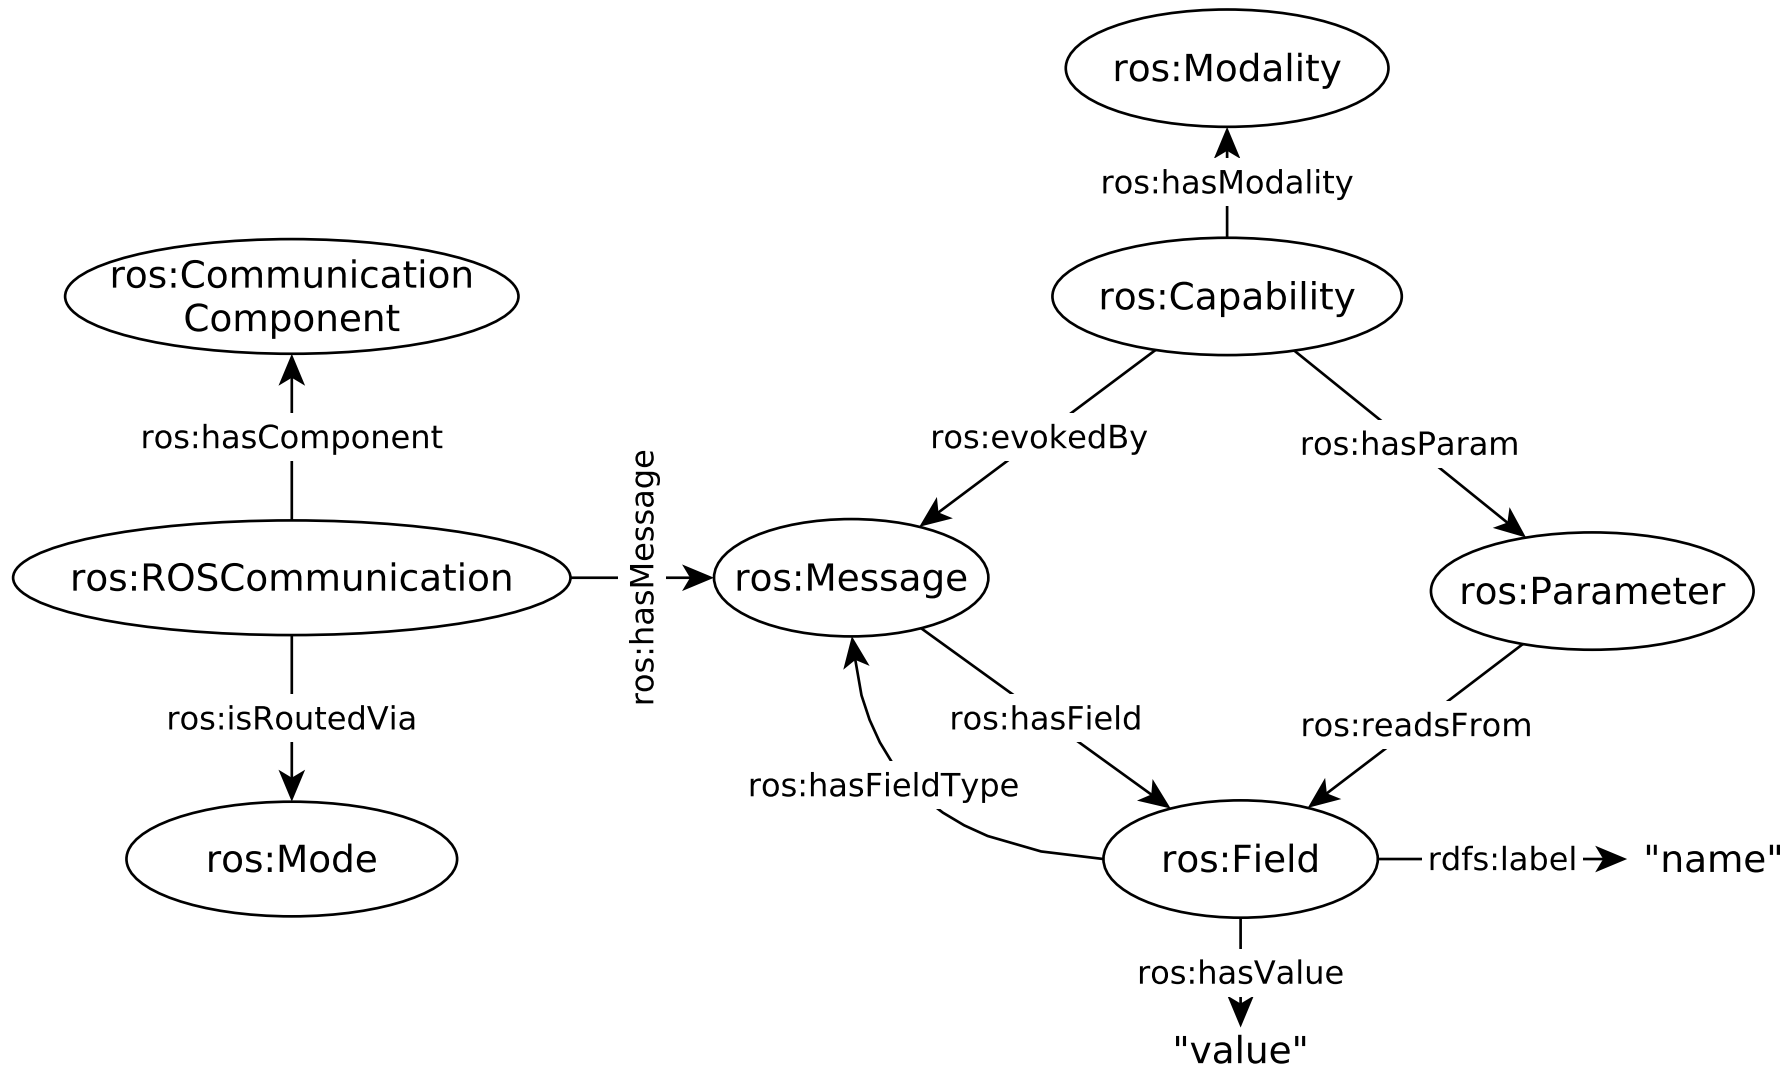 ros:Modality
ros:hasModality
ros:Communication
Component
ros:Capability
ros:hasComponent
ros:hasMessage
ros:evokedBy
ros:hasParam
ros:ROSCommunication
ros:Message
ros:Parameter
ros:isRoutedVia
ros:hasField
ros:readsFrom
ros:hasFieldType
ros:Mode
ros:Field
rdfs:label
"name"
ros:hasValue
"value"